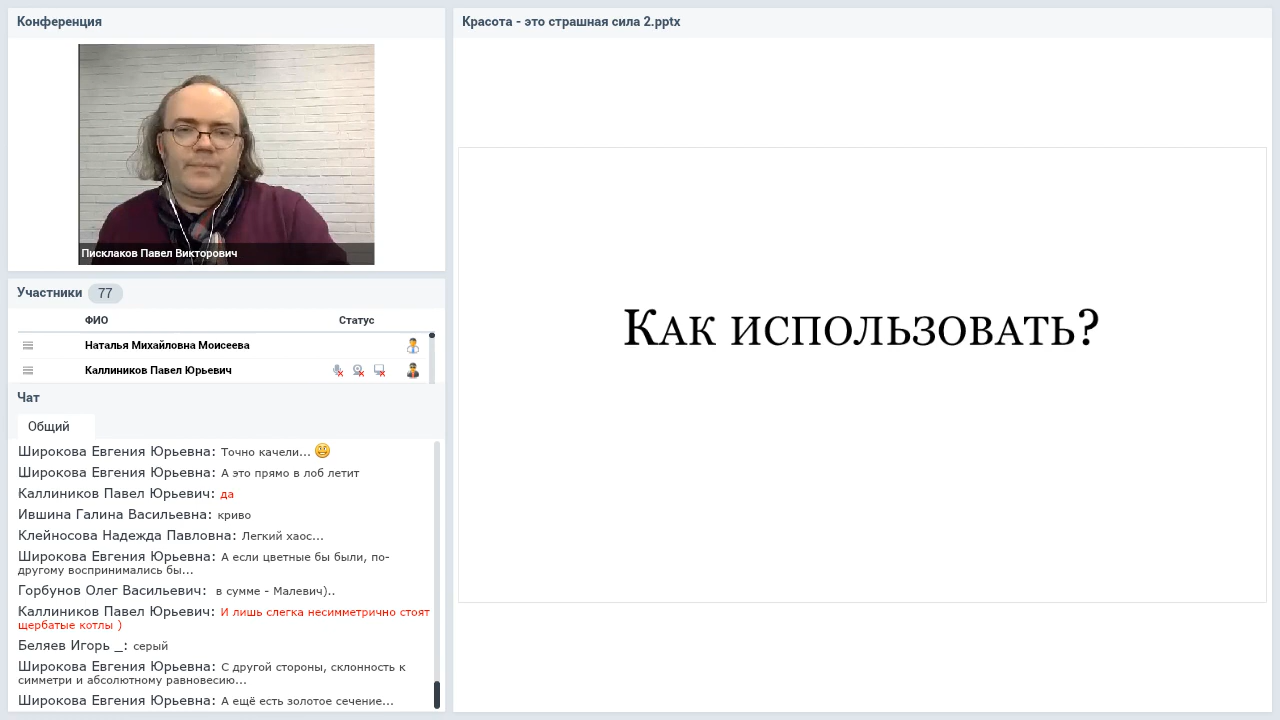 Конференция
Писклаков Павел Викторович
Участники 77
ФИО Статус
Наталья Михайловна Моисеева
Каллиников Павел Юрьевич
Чат
Общий
Широкова Евгения Юрьевна: Точно качели...
Широкова Евгения Юрьевна: А это прямо в лоб летит
Каллиников Павел Юрьевич: да
Ившина Галина Васильевна: криво
Клейносова Надежда Павловна: Легкий хаос...
Широкова Евгения Юрьевна: А если цветные бы были, по-
другому воспринимались бы...
Горбунов Олег Васильевич: в сумме - Малевич)..
Каллиников Павел Юрьевич: И лишь слегка несимметрично стоят
щербатые котлы )
Беляев Игорь _: серый
Широкова Евгения Юрьевна: С другой стороны, склонность к
симметри и абсолютному равновесию...
Широкова Евгения Юрьевна: А ещё есть золотое сечение...
Красота - это страшная сила 2.pptx
Как использовать?